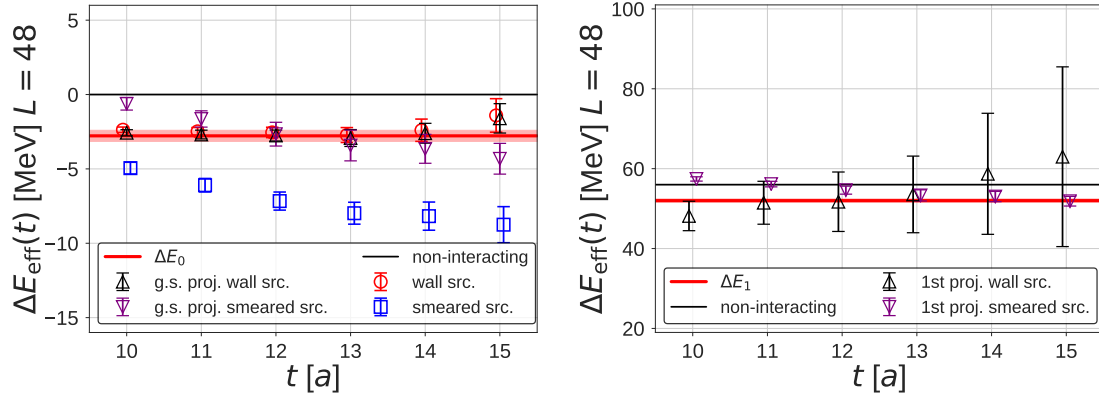 ΔE_eff(t) [MeV] L = 48
5
0
−5
−10
−15
10 11 12 13 14 15
t [a]
ΔE_0
g.s. proj. wall src.
g.s. proj. smeared src.
non-interacting
wall src.
smeared src.
ΔE_eff(t) [MeV] L = 48
100
80
60
40
20
10 11 12 13 14 15
t [a]
ΔE_1
non-interacting
1st proj. wall src.
1st proj. smeared src.